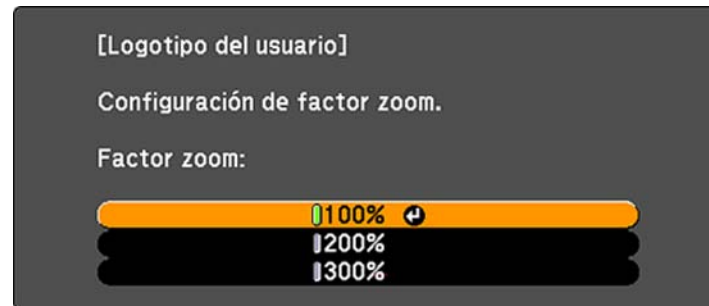 [Logotipo del usuario]
Configuración de factor zoom.
Factor zoom:
100%
200%
300%